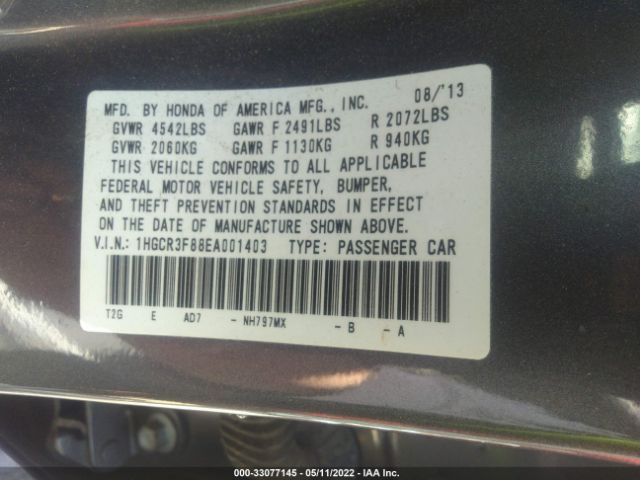 MFD. BY HONDA OF AMERICA MFG., INC. 08/'13
GVWR 4542LBS GAWR F 2491LBS R 2072LBS
GVWR 2060KG GAWR F 1130KG R 940KG
THIS VEHICLE CONFORMS TO ALL APPLICABLE
FEDERAL MOTOR VEHICLE SAFETY, BUMPER,
AND THEFT PREVENTION STANDARDS IN EFFECT
ON THE DATE OF MANUFACTURE SHOWN ABOVE.
V.I.N.: 1HGCR3F88EA001403 TYPE: PASSENGER CAR
T2G E AD7 - NH797MX - B - A
000-33077145 - 05/11/2022 - IAA Inc.